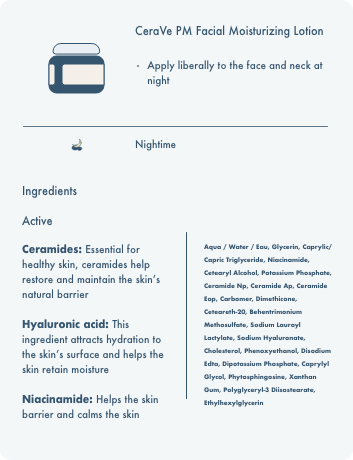 CeraVe PM Facial Moisturizing Lotion
· Apply liberally to the face and neck at
night
Nightime
Ingredients
Active
Ceramides: Essential for
healthy skin, ceramides help
restore and maintain the skin's
natural barrier
Hyaluronic acid: This
ingredient attracts hydration to
the skin's surface and helps the
skin retain moisture
Niacinamide: Helps the skin
barrier and calms the skin
Aqua / Water / Eau, Glycerin, Caprylic/
Capric Triglyceride, Niacinamide,
Cetearyl Alcohol, Potassium Phosphate,
Ceramide Np, Ceramide Ap, Ceramide
Eop, Carbomer, Dimethicone,
Ceteareth-20, Behentrimonium
Methosulfate, Sodium Lauroyl
Lactylate, Sodium Hyaluronate,
Cholesterol, Phenoxyethanol, Disodium
Edta, Dipotassium Phosphate, Caprylyl
Glycol, Phytosphingosine, Xanthan
Gum, Polyglyceryl-3 Diisostearate,
Ethylhexylglycerin